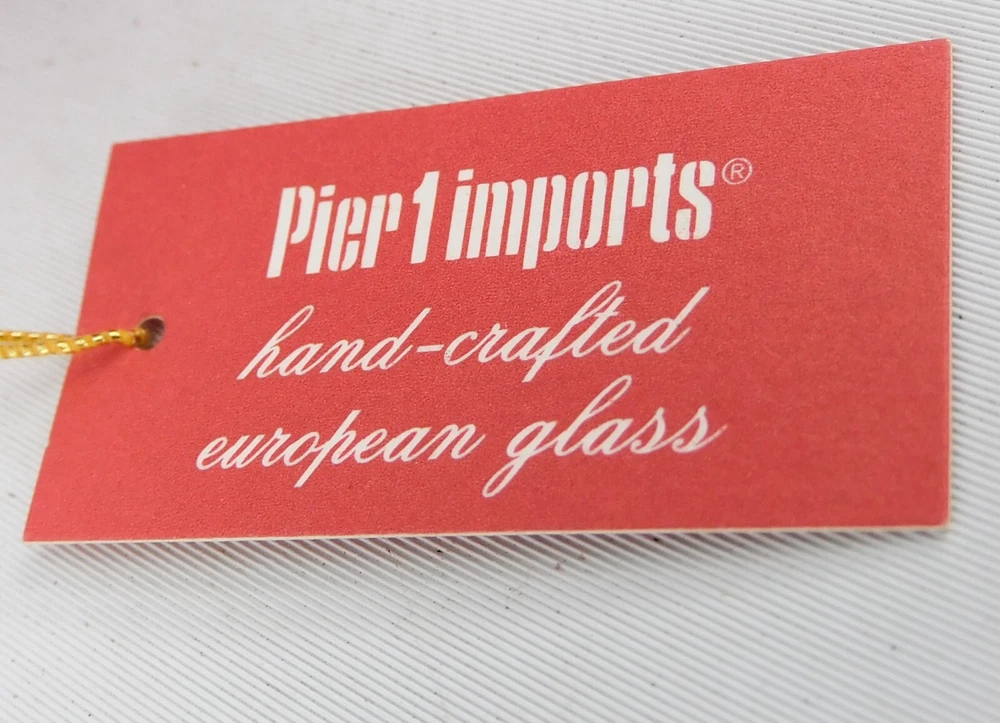 Pier 1 imports®
hand-crafted
european glass